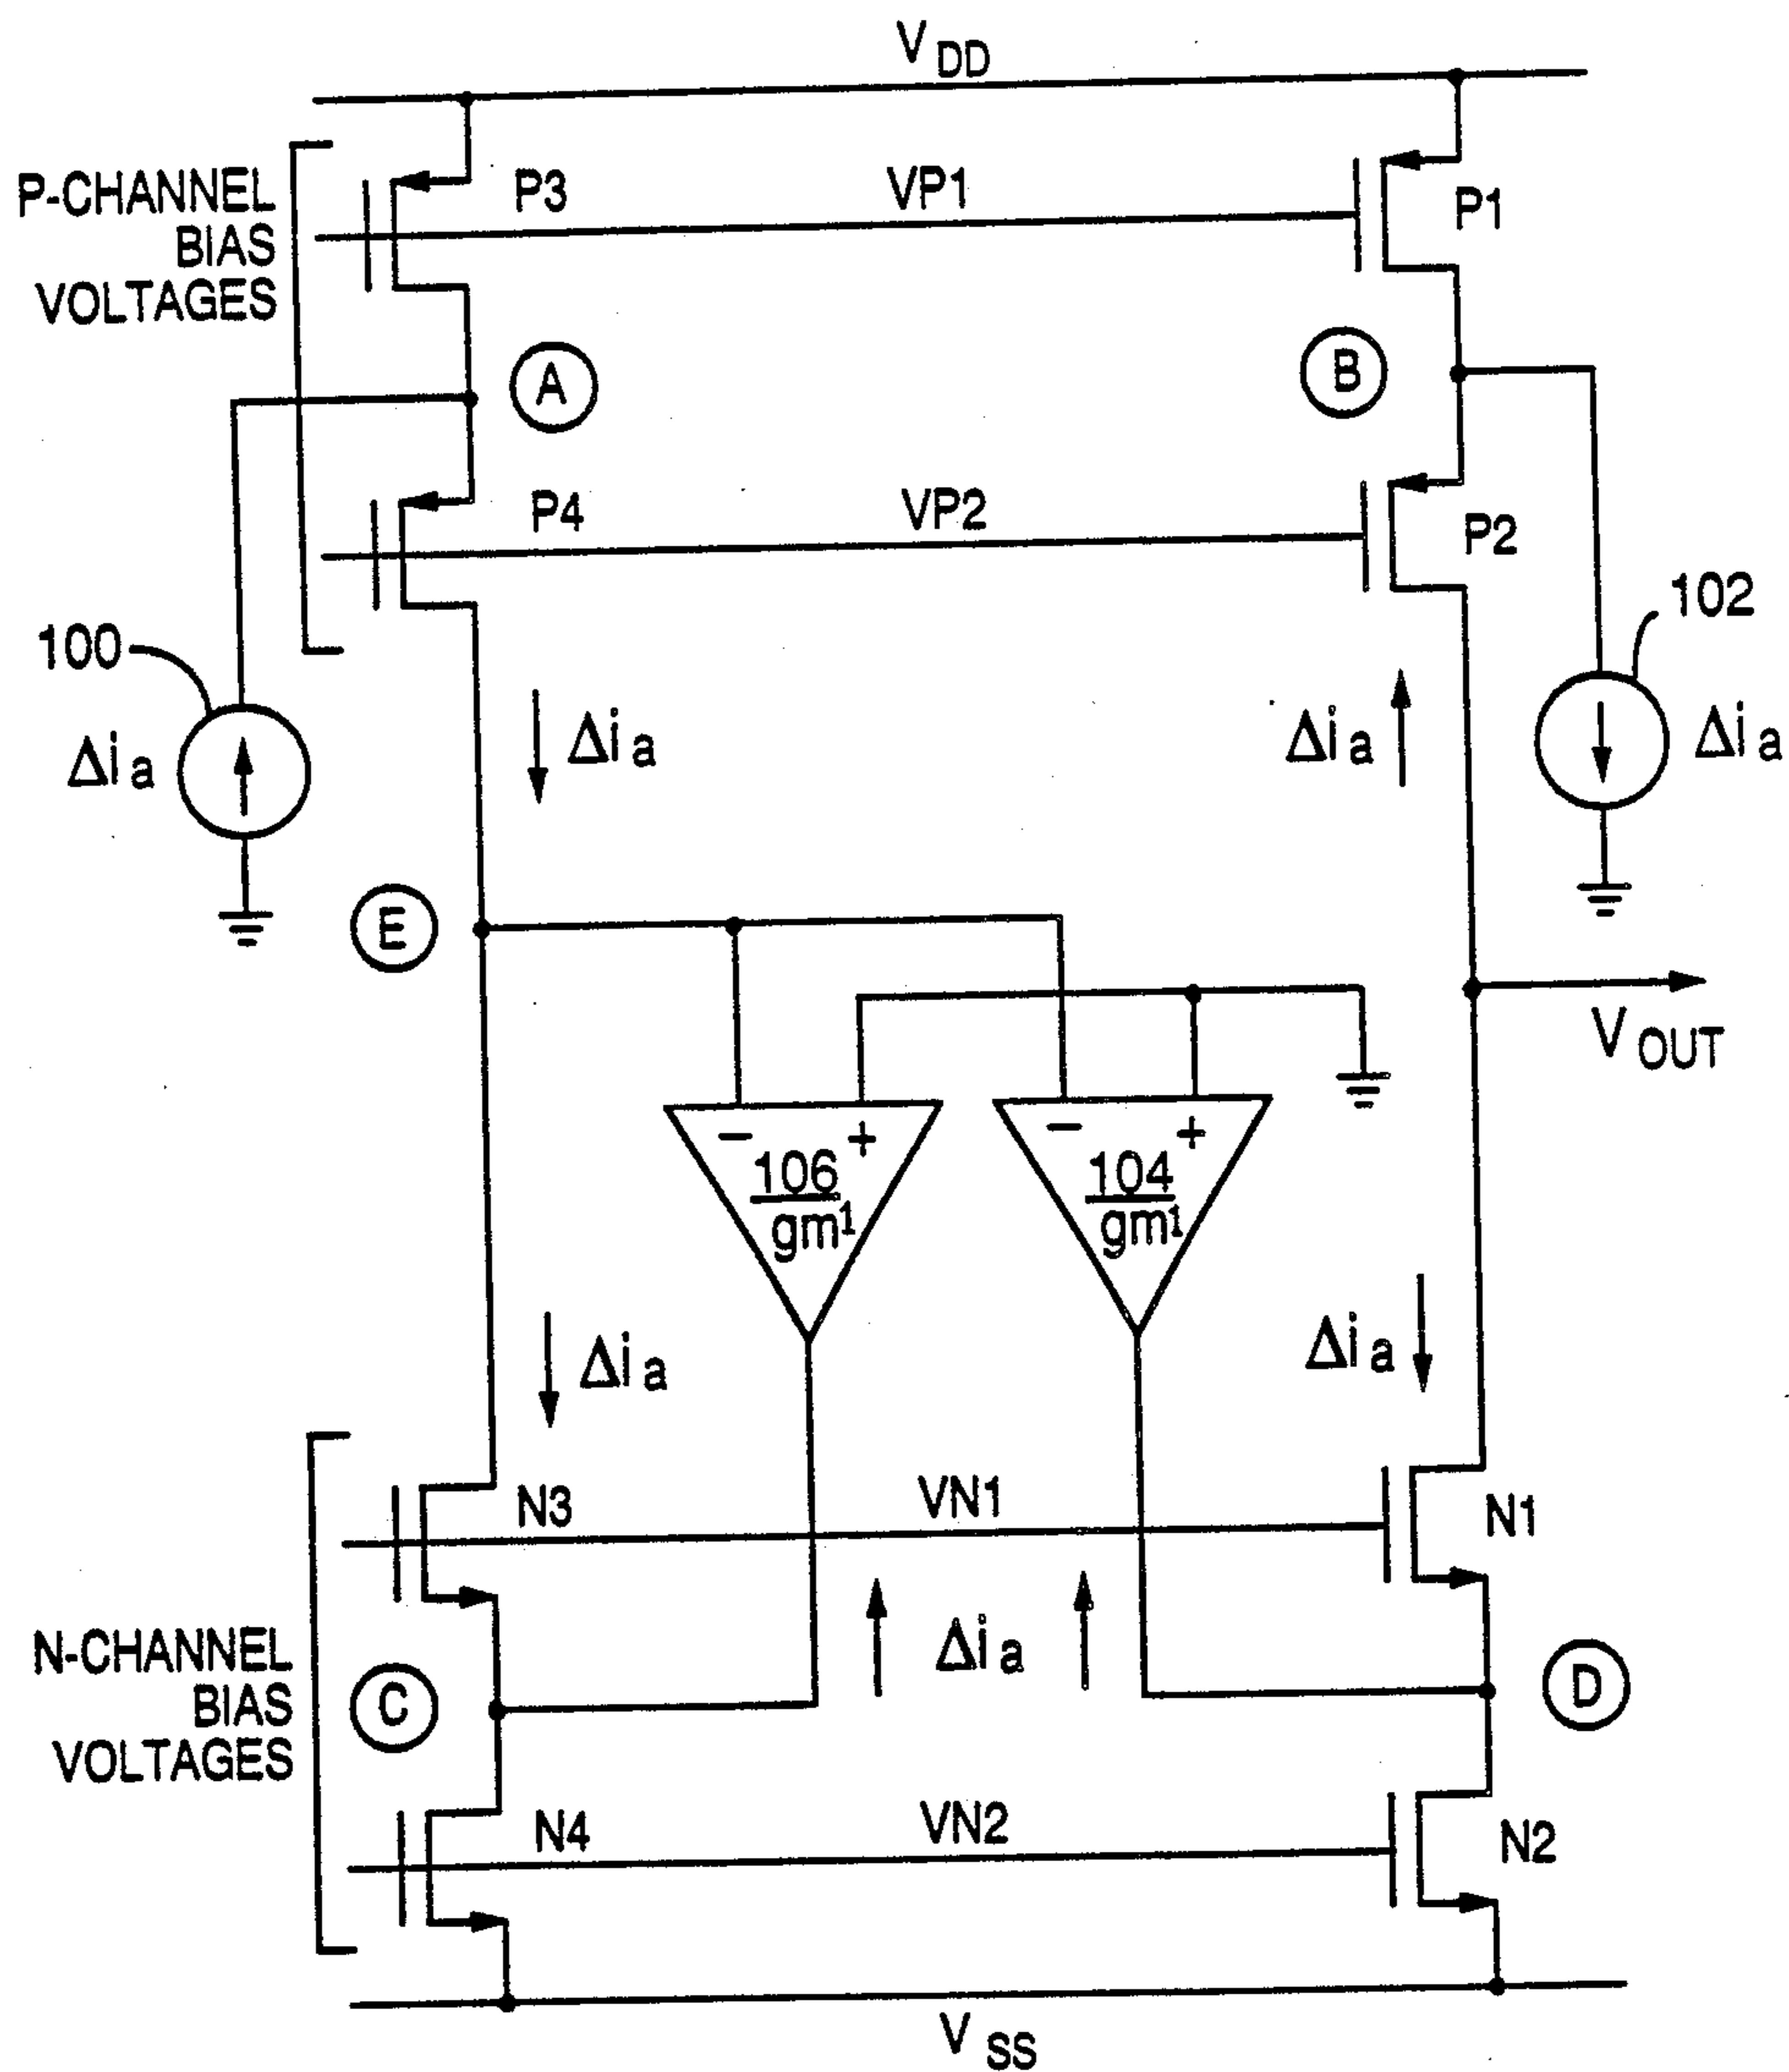 VDD
P-CHANNEL
BIAS
VOLTAGES
P3
VP1
P1
A
B
P4
VP2
P2
100
102
Δia
Δia
Δia
Δia
E
VOUT
- +
106
gm1
- +
104
gm1
Δia
Δia
N3
VN1
N1
N-CHANNEL
BIAS
VOLTAGES
Δia
C
D
N4
VN2
N2
VSS